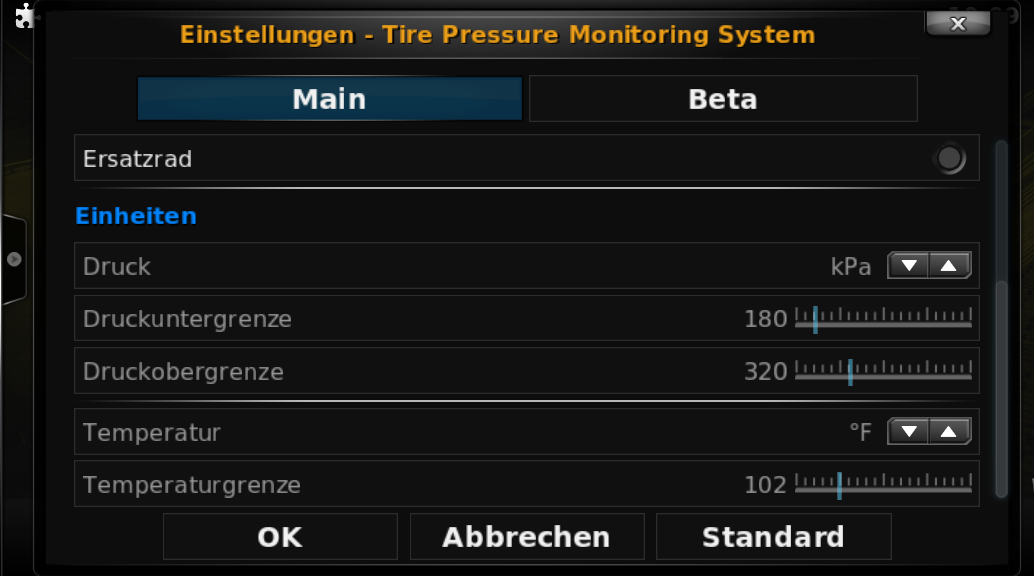 Einstellungen - Tire Pressure Monitoring System
Main
Beta
Ersatzrad
Einheiten
Druck kPa
Druckuntergrenze 180
Druckobergrenze 320
Temperatur °F
Temperaturgrenze 102
OK
Abbrechen
Standard